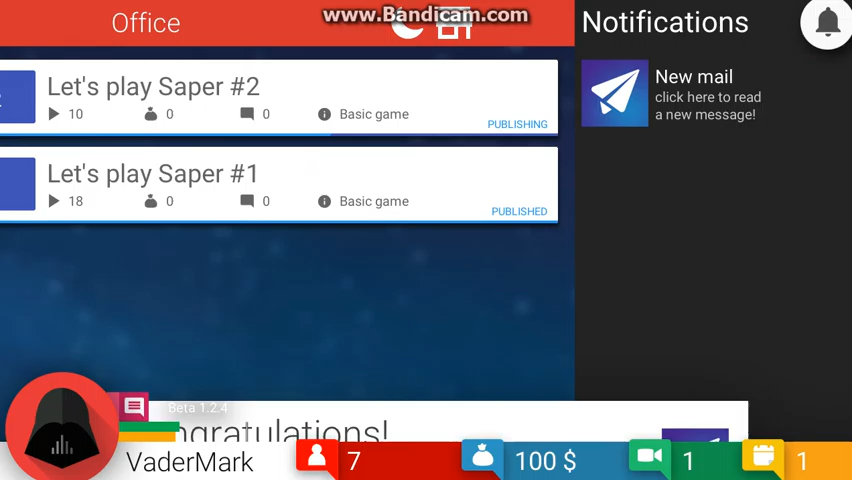 www.Bandicam.com
Office
Notifications
Let's play Saper #2
10 0 0 Basic game
PUBLISHING
Let's play Saper #1
18 0 0 Basic game
PUBLISHED
New mail
click here to read
a new message!
Beta 1.2.4
ngratulations!
VaderMark
7
100 $
1
1